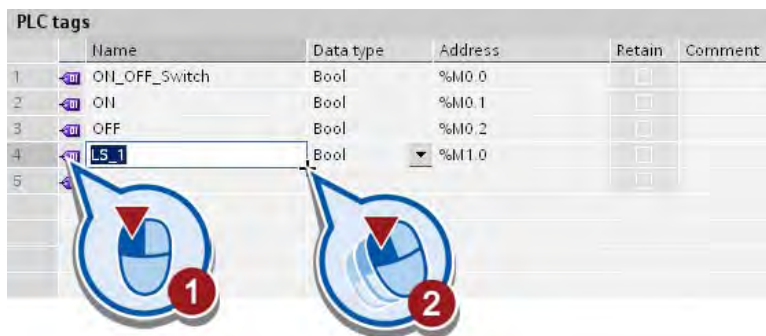 PLC tags
Name Data type Address Retain Comment
1 ON_OFF_Switch Bool %M0.0
2 ON Bool %M0.1
3 OFF Bool %M0.2
4 LS_1 Bool %M1.0
5
1 2